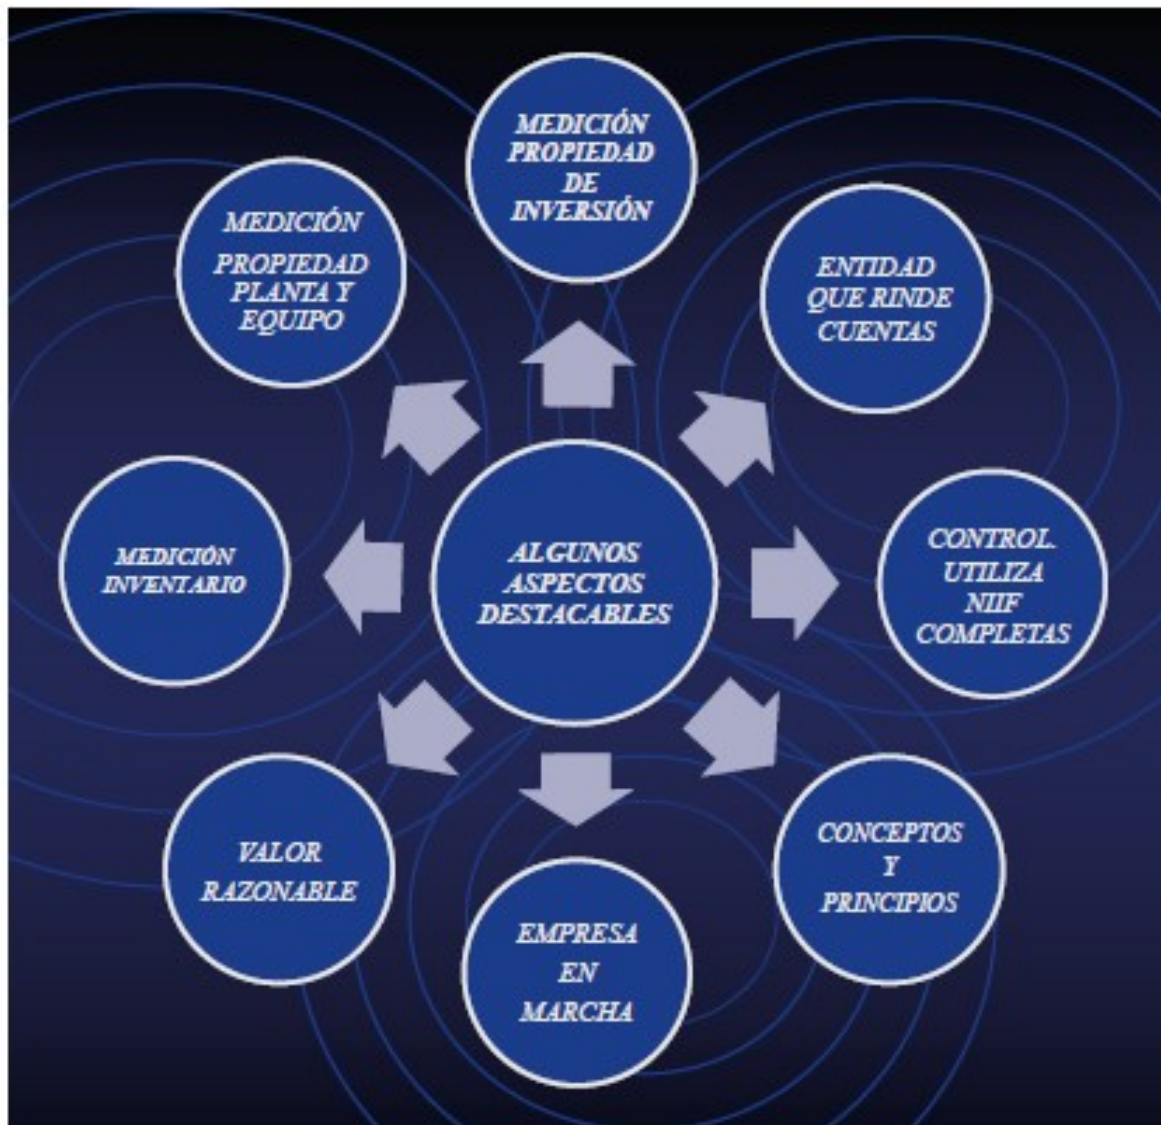 MEDICIÓN
PROPIEDAD
DE
INVERSIÓN
ENTIDAD
QUE RINDE
CUENTAS
CONTROL.
UTILIZA
NIIF
COMPLETAS
CONCEPTOS
Y
PRINCIPIOS
EMPRESA
EN
MARCHA
VALOR
RAZONABLE
MEDICIÓN
INVENTARIO
MEDICIÓN
PROPIEDAD
PLANTA Y
EQUIPO
ALGUNOS
ASPECTOS
DESTACABLES